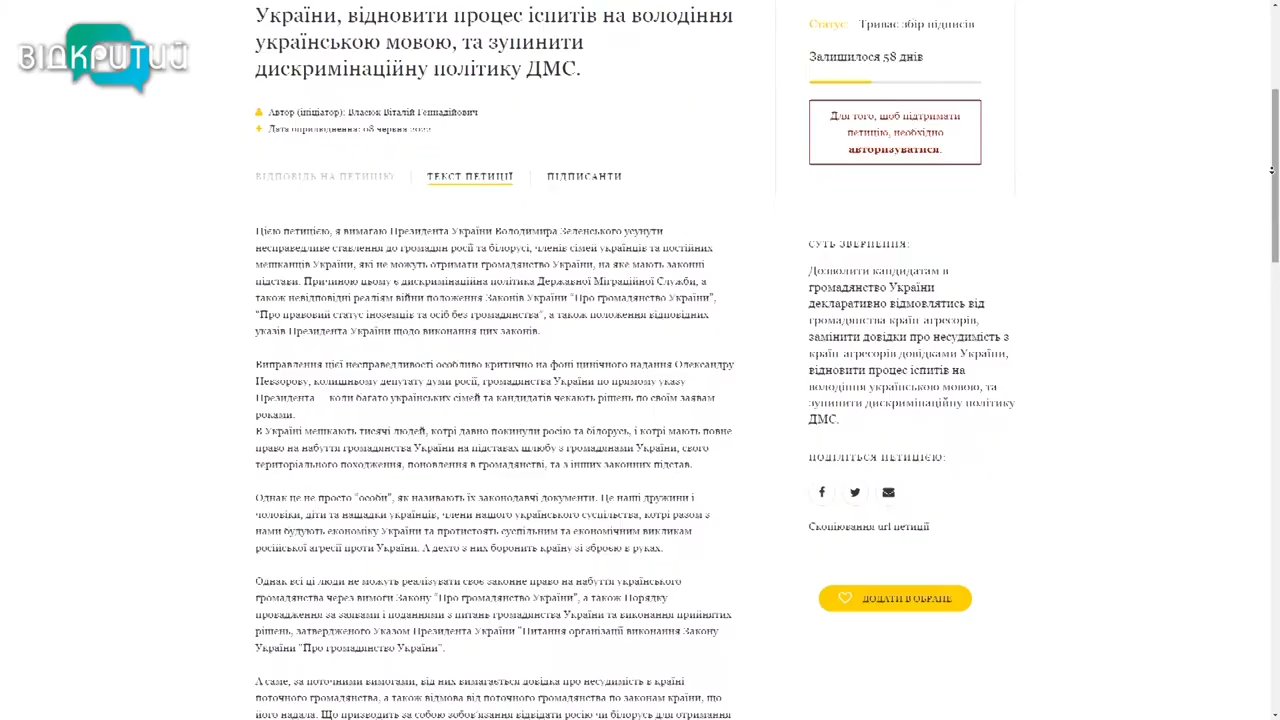 ВІДКРИТИЙ
України, відновити процес іспитів на володіння
українською мовою, та зупинити
дискримінаційну політику ДМС.
Автор (ініціатор): Власюк Віталій Геннадійович
Дата оприлюднення: 08 червня 2022
ВІДПОВІДЬ НА ПЕТИЦІЮ
ТЕКСТ ПЕТИЦІЇ
ПІДПИСАНТИ
Цією петицією, я вимагаю Президента України Володимира Зеленського усунути
несправедливе ставлення до громадян росії та білорусі, членів сімей українців та постійних
мешканців України, які не можуть отримати громадянство України, на яке мають законні
підстави. Причиною цьому є дискримінаційна політика Державної Міграційної Служби, а
також невідповідні реаліям війни положення Законів України "Про громадянство України",
"Про правовий статус іноземців та осіб без громадянства", а також положення відповідних
указів Президента України щодо виконання цих законів.
Виправлення цієї несправедливості особливо критично на фоні цинічного надання Олександру
Невзорову, колишньому депутату думи росії, громадянства України по прямому указу
Президента — коли багато українських сімей та кандидатів чекають рішень по своїм заявам
роками.
В Україні мешкають тисячі людей, котрі давно покинули росію та білорусь, і котрі мають повне
право на набуття громадянства України на підставах шлюбу з громадянами України, свого
територіального походження, поновлення в громадянстві, та з інших законних підстав.
Однак це не просто "особи", як називають їх законодавчі документи. Це наші дружини і
чоловіки, діти та нащадки українців, члени нашого українського суспільства, котрі разом з
нами будують економіку України та протистоять суспільним та економічним викликам
російської агресії проти України. А дехто з них боронить країну зі зброєю в руках.
Однак всі ці люди не можуть реалізувати своє законне право на набуття українського
громадянства через вимоги Закону "Про громадянство України", а також Порядку
провадження за заявами і поданнями з питань громадянства України та виконання прийнятих
рішень, затвердженого Указом Президента України "Питання організації виконання Закону
України "Про громадянство України".
А саме, за поточними вимогами, від них вимагається довідка про несудимість в країні
поточного громадянства, а також відмова від поточного громадянства по законам країни, що
його надала. Що призводить за собою зобов'язання відвідати росію чи білорусь для отримання
Статус: Триває збір підписів
Залишилося 58 днів
Для того, щоб підтримати
петицію, необхідно
авторизуватися.
СУТЬ ЗВЕРНЕННЯ:
Дозволити кандидатам в
громадянство України
декларативно відмовлятись від
громадянства країн-агресорів,
замінити довідки про несудимість з
країн-агресорів довідками України,
відновити процес іспитів на
володіння українською мовою, та
зупинити дискримінаційну політику
ДМС.
ПОДІЛІТЬСЯ ПЕТИЦІЄЮ:
Скопіювання url петиції
ДОДАТИ В ОБРАНЕ